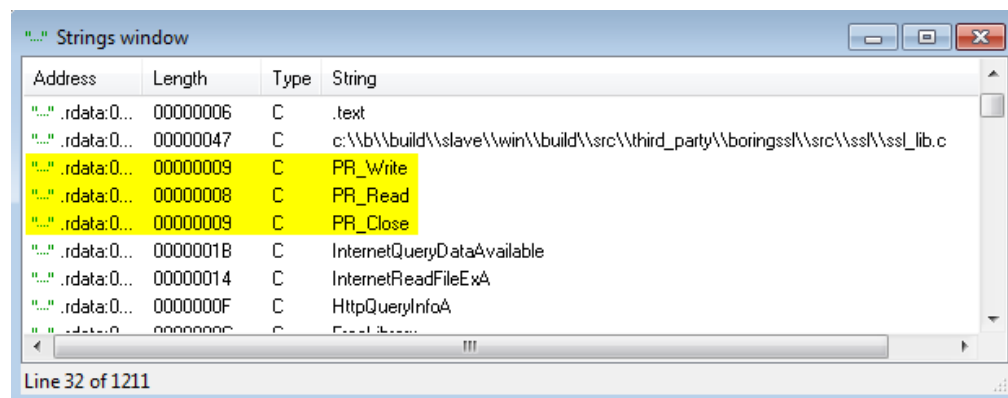 "..." Strings window
Address Length Type String
"..." .rdata:0... 00000006 C .text
"..." .rdata:0... 00000047 C c:\\b\\build\\slave\\win\\build\\src\\third_party\\boringssl\\src\\ssl\\ssl_lib.c
"..." .rdata:0... 00000009 C PR_Write
"..." .rdata:0... 00000008 C PR_Read
"..." .rdata:0... 00000009 C PR_Close
"..." .rdata:0... 0000001B C InternetQueryDataAvailable
"..." .rdata:0... 00000014 C InternetReadFileExA
"..." .rdata:0... 0000000F C HttpQueryInfoA
Line 32 of 1211